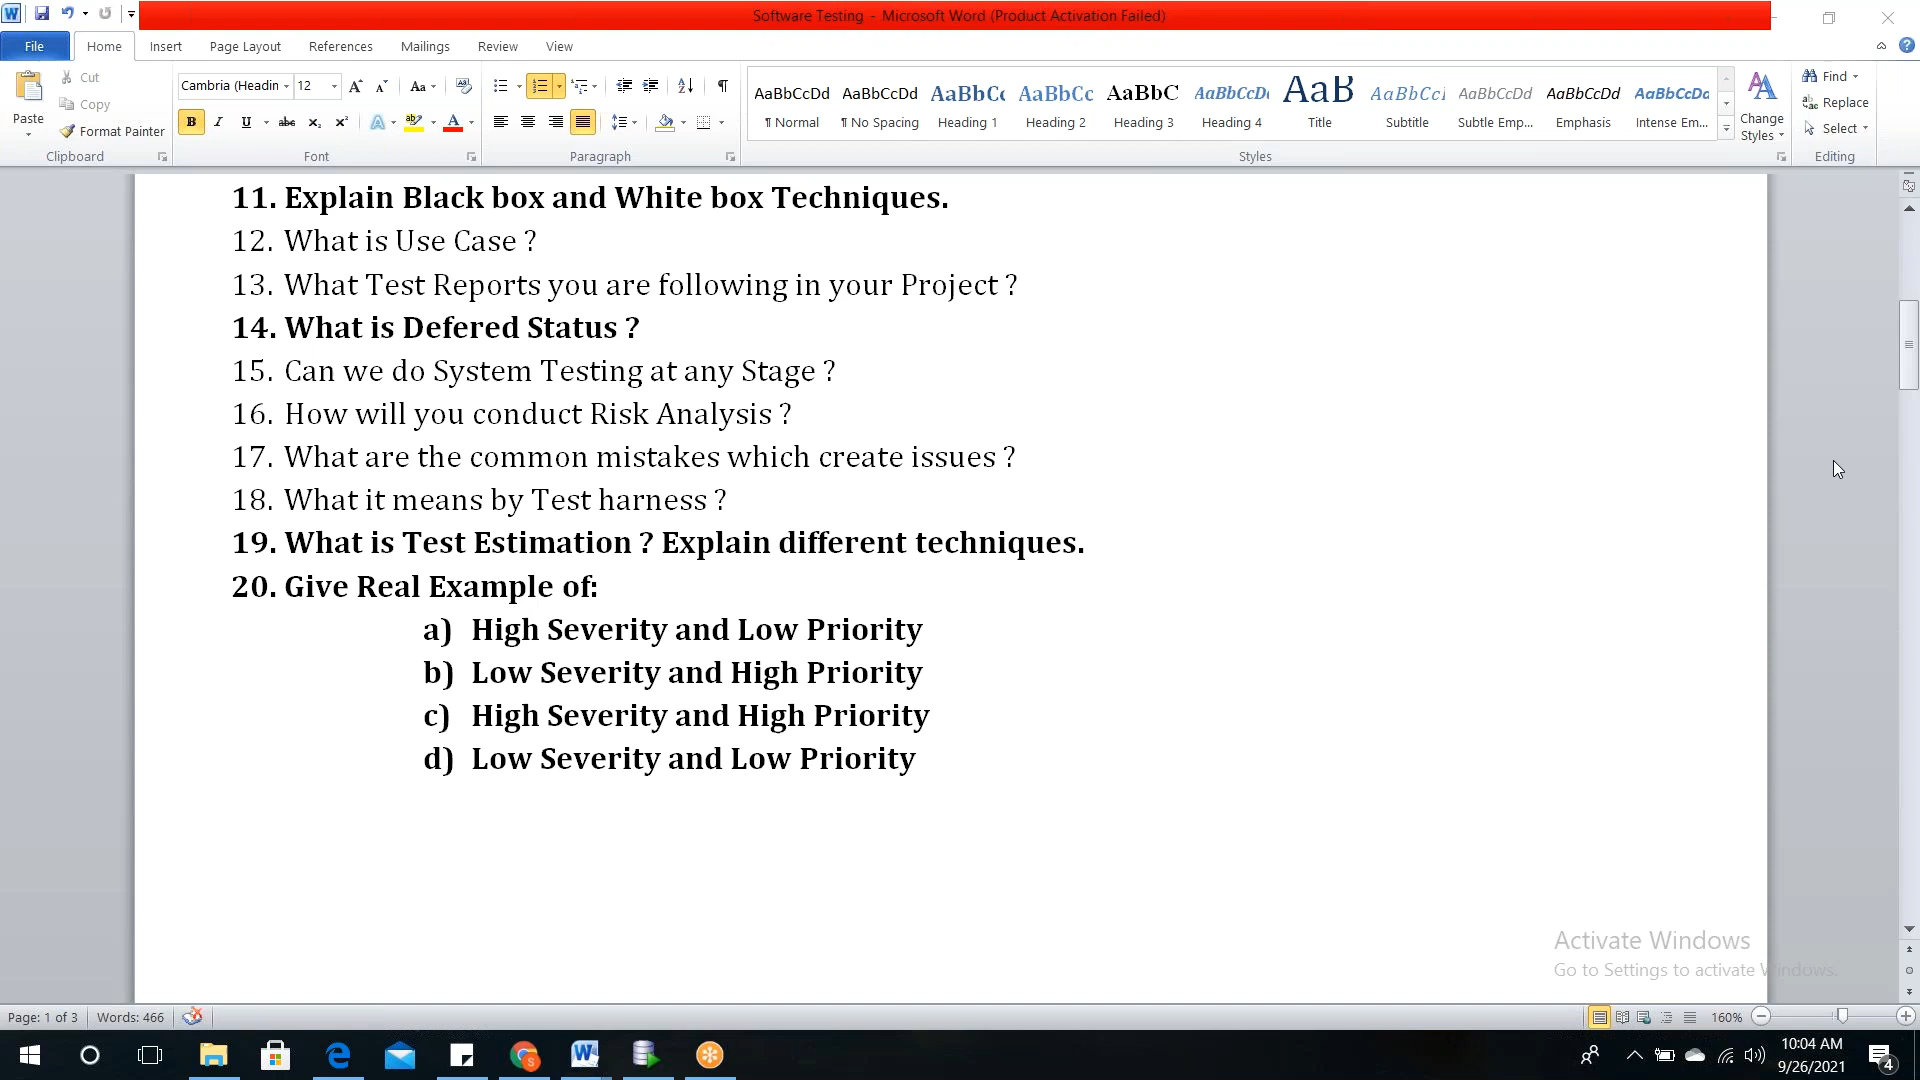 Software Testing - Microsoft Word (Product Activation Failed)
File Home Insert Page Layout References Mailings Review View
Cut
Copy
Paste
Format Painter
Clipboard
Cambria (Headin 12
Font
Paragraph
AaBbCcDd AaBbCcDd AaBbCc AaBbCc AaBbC AaBbCcDd AaB AaBbCcI AaBbCcDd AaBbCcDd AaBbCcDd
¶ Normal ¶ No Spacing Heading 1 Heading 2 Heading 3 Heading 4 Title Subtitle Subtle Emp... Emphasis Intense Em...
Styles
Change Styles
Find
Replace
Select
Editing
11. Explain Black box and White box Techniques.
12. What is Use Case ?
13. What Test Reports you are following in your Project ?
14. What is Defered Status ?
15. Can we do System Testing at any Stage ?
16. How will you conduct Risk Analysis ?
17. What are the common mistakes which create issues ?
18. What it means by Test harness ?
19. What is Test Estimation ? Explain different techniques.
20. Give Real Example of:
a) High Severity and Low Priority
b) Low Severity and High Priority
c) High Severity and High Priority
d) Low Severity and Low Priority
Activate Windows
Go to Settings to activate Windows.
Page: 1 of 3 Words: 466
160%
10:04 AM
9/26/2021
4